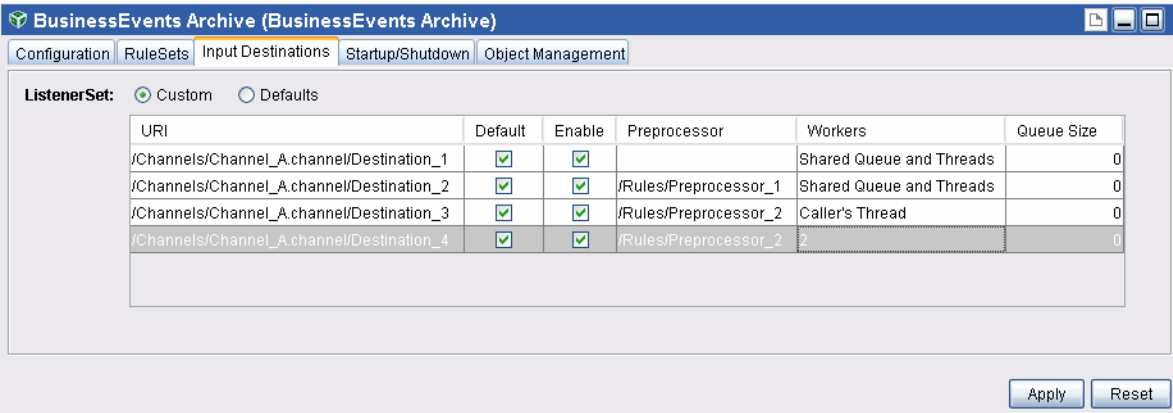 BusinessEvents Archive (BusinessEvents Archive)
Configuration RuleSets Input Destinations Startup/Shutdown Object Management
ListenerSet: Custom Defaults
URI Default Enable Preprocessor Workers Queue Size
/Channels/Channel_A.channel/Destination_1 Shared Queue and Threads 0
/Channels/Channel_A.channel/Destination_2 /Rules/Preprocessor_1 Shared Queue and Threads 0
/Channels/Channel_A.channel/Destination_3 /Rules/Preprocessor_2 Caller's Thread 0
/Channels/Channel_A.channel/Destination_4 /Rules/Preprocessor_2 2 0
Apply Reset